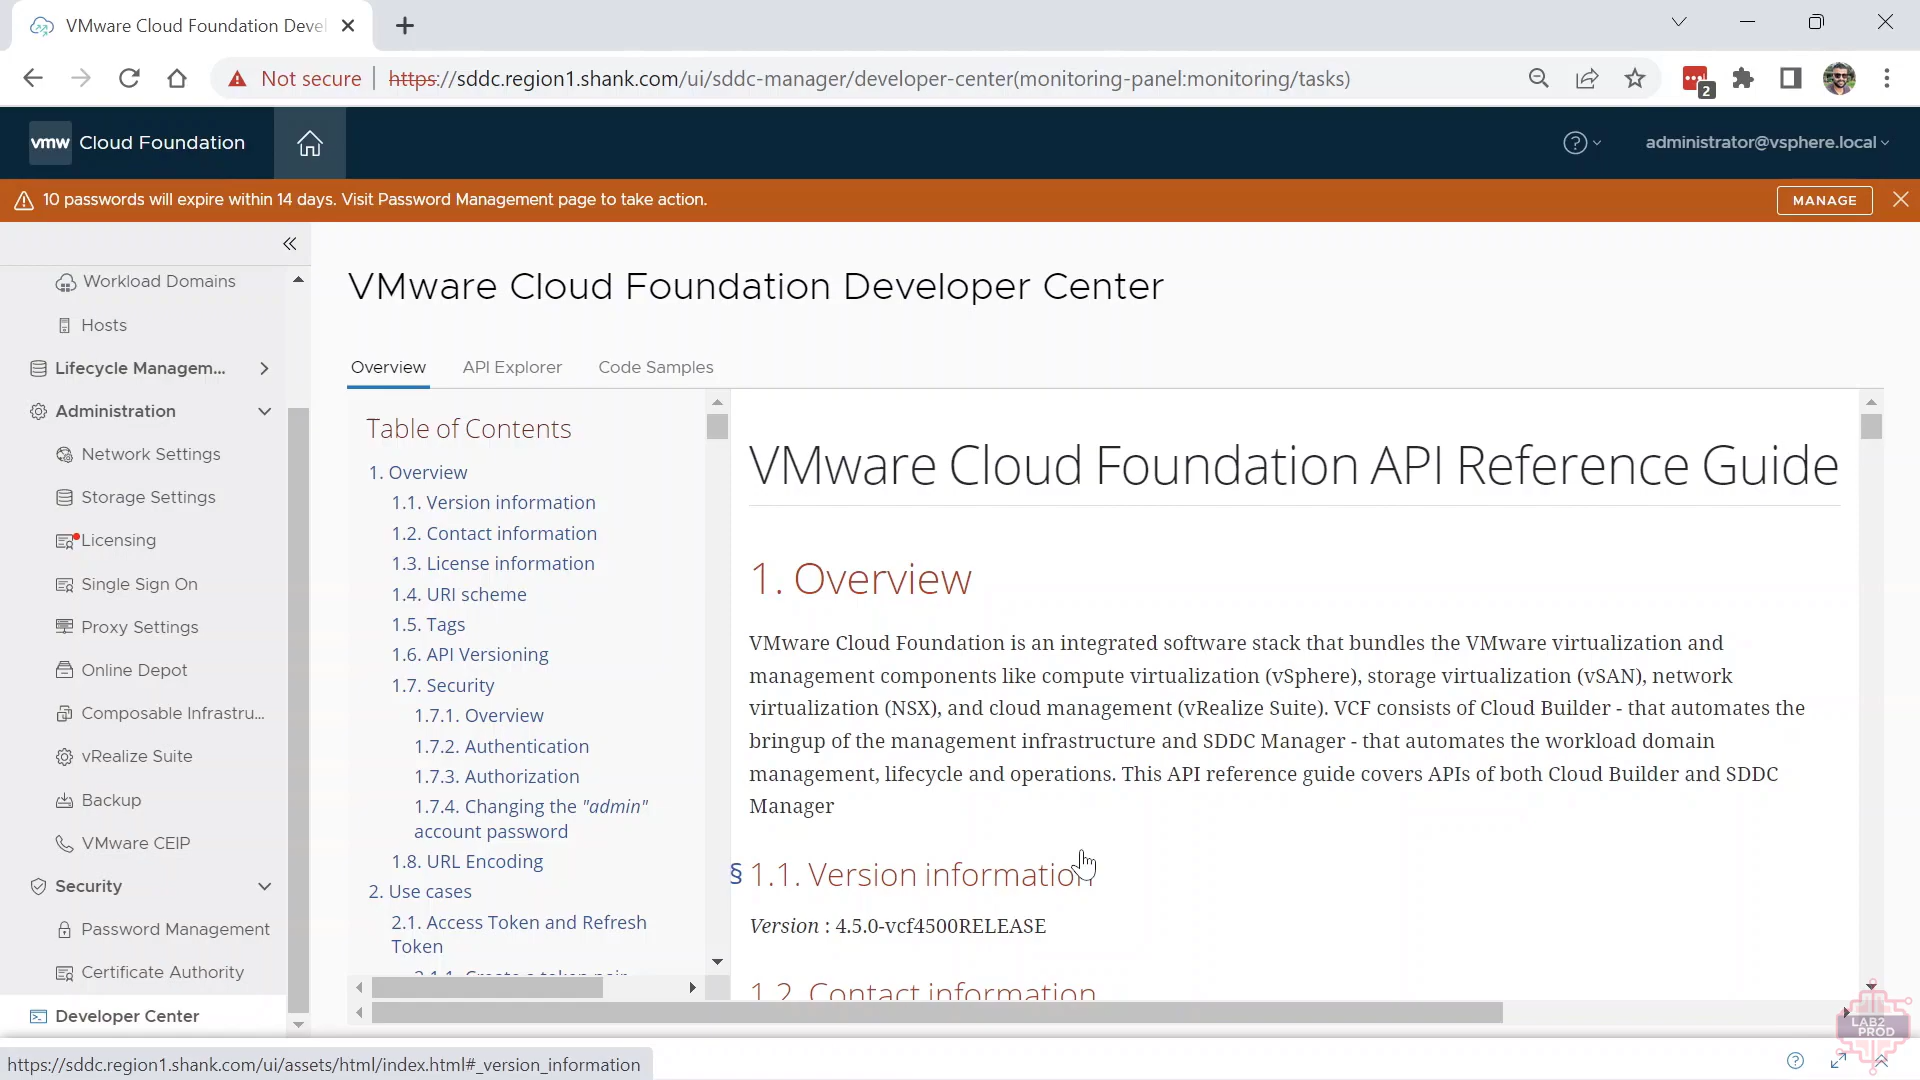 VMware Cloud Foundation Deve
Not secure
https://sddc.region1.shank.com/ui/sddc-manager/developer-center(monitoring-panel:monitoring/tasks)
2
vmw Cloud Foundation
administrator@vsphere.local
10 passwords will expire within 14 days. Visit Password Management page to take action.
MANAGE
Workload Domains
Hosts
Lifecycle Managem...
Administration
Network Settings
Storage Settings
Licensing
Single Sign On
Proxy Settings
Online Depot
Composable Infrastru...
vRealize Suite
Backup
VMware CEIP
Security
Password Management
Certificate Authority
Developer Center
VMware Cloud Foundation Developer Center
Overview
API Explorer
Code Samples
Table of Contents
1. Overview
1.1. Version information
1.2. Contact information
1.3. License information
1.4. URI scheme
1.5. Tags
1.6. API Versioning
1.7. Security
1.7.1. Overview
1.7.2. Authentication
1.7.3. Authorization
1.7.4. Changing the "admin"
account password
1.8. URL Encoding
2. Use cases
2.1. Access Token and Refresh
Token
2.1.1. Create a token pair
VMware Cloud Foundation API Reference Guide
1. Overview
VMware Cloud Foundation is an integrated software stack that bundles the VMware virtualization and
management components like compute virtualization (vSphere), storage virtualization (vSAN), network
virtualization (NSX), and cloud management (vRealize Suite). VCF consists of Cloud Builder - that automates the
bringup of the management infrastructure and SDDC Manager - that automates the workload domain
management, lifecycle and operations. This API reference guide covers APIs of both Cloud Builder and SDDC
Manager
§ 1.1. Version information
Version : 4.5.0-vcf4500RELEASE
1.2. Contact information
LAB2
PROD
https://sddc.region1.shank.com/ui/assets/html/index.html#_version_information